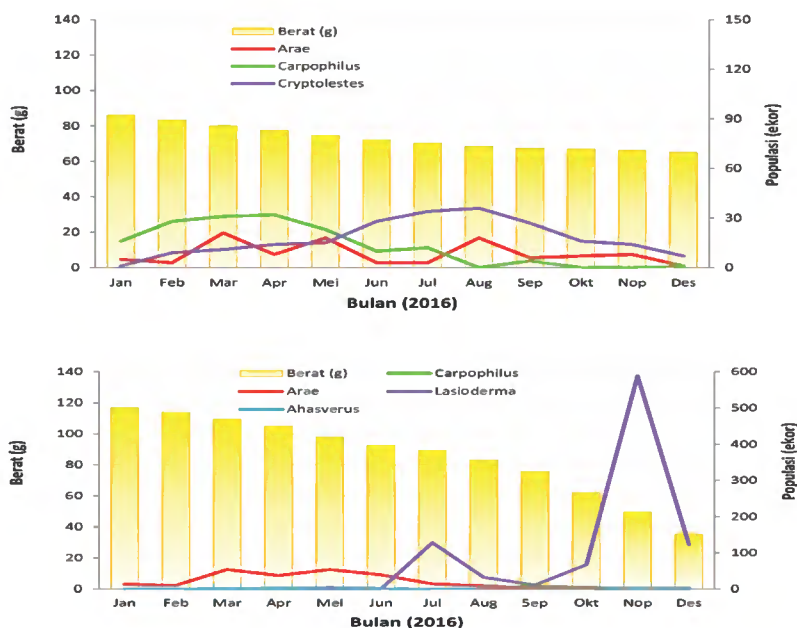 140
120
100
80
60
40
20
0
Berat (g)
Berat (g)
Arae
Carpophilus
Cryptolestes
150
120
90
60
30
0
Populasi (ekor)
Jan Feb Mar Apr Mei Jun Jul Aug Sep Okt Nop Des
Bulan (2016)
140
120
100
80
60
40
20
0
Berat (g)
Berat (g) Carpophilus
Arae Lasioderma
Ahasverus
600
500
400
300
200
100
0
Populasi (ekor)
Jan Feb Mar Apr Mei Jun Jul Aug Sep Okt Nop Des
Bulan (2016)